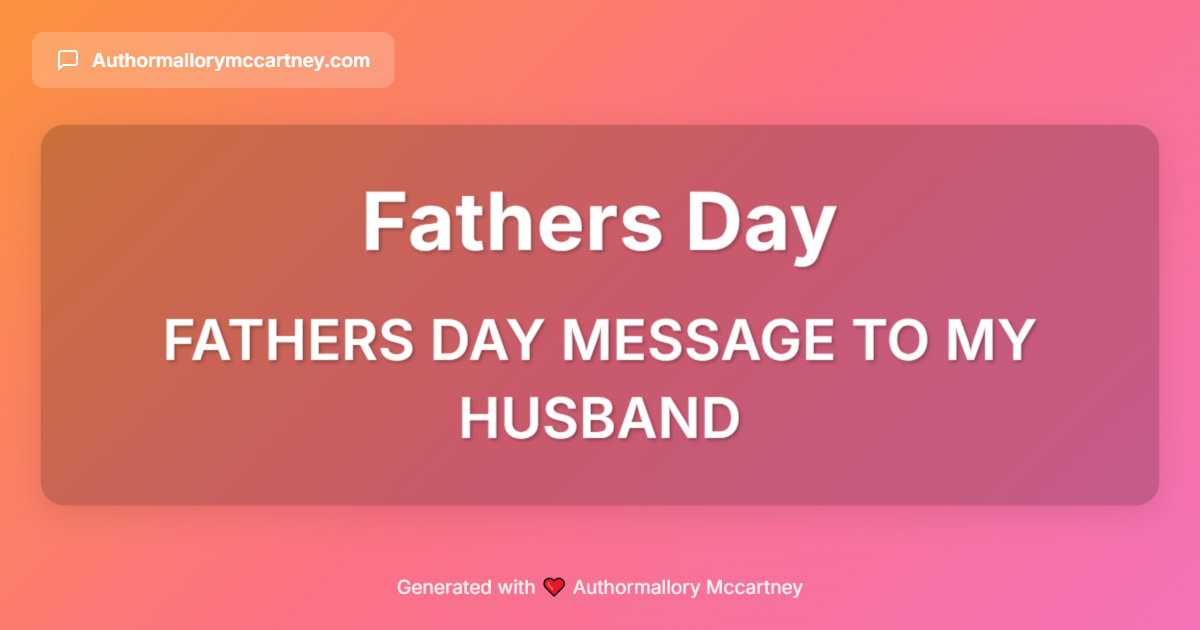 Authormallorymccartney.com
Fathers Day
FATHERS DAY MESSAGE TO MY
HUSBAND
Generated with ❤️ Authormallory Mccartney